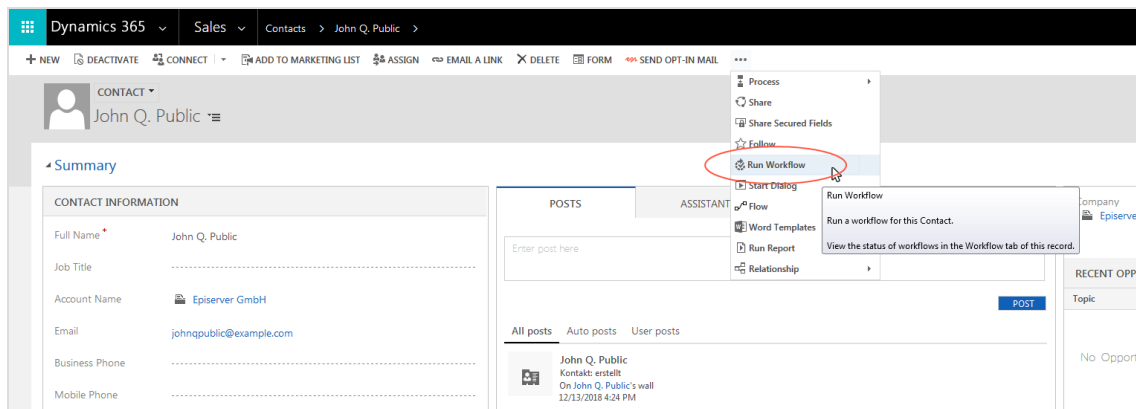 Dynamics 365 Sales Contacts > John Q. Public >
NEW DEACTIVATE CONNECT ADD TO MARKETING LIST ASSIGN EMAIL A LINK DELETE FORM SEND OPT-IN MAIL •••
CONTACT
John Q. Public
Process
Share
Share Secured Fields
Follow
Run Workflow
Start Dialog
Flow
Word Templates
Run Report
Relationship
Run Workflow
Run a workflow for this Contact.
View the status of workflows in the Workflow tab of this record.
Summary
CONTACT INFORMATION
Full Name * John Q. Public
Job Title
Account Name Episerver GmbH
Email johnqpublic@example.com
Business Phone
Mobile Phone
POSTS ASSISTANT
Enter post here
POST
All posts Auto posts User posts
John Q. Public
Kontakt: erstellt
On John Q. Public's wall
12/13/2018 4:24 PM
Company
Episerve
RECENT OPP
Topic
No Opport